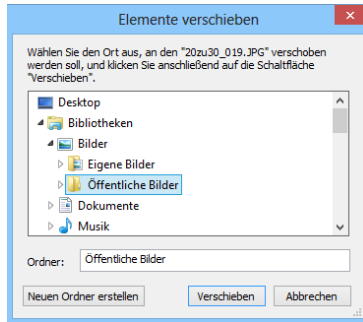 Elemente verschieben
Wählen Sie den Ort aus, an den "20zu30_019.JPG" verschoben
werden soll, und klicken Sie anschließend auf die Schaltfläche
"Verschieben".
Desktop
Bibliotheken
Bilder
Eigene Bilder
Öffentliche Bilder
Dokumente
Musik
Ordner: Öffentliche Bilder
Neuen Ordner erstellen Verschieben Abbrechen